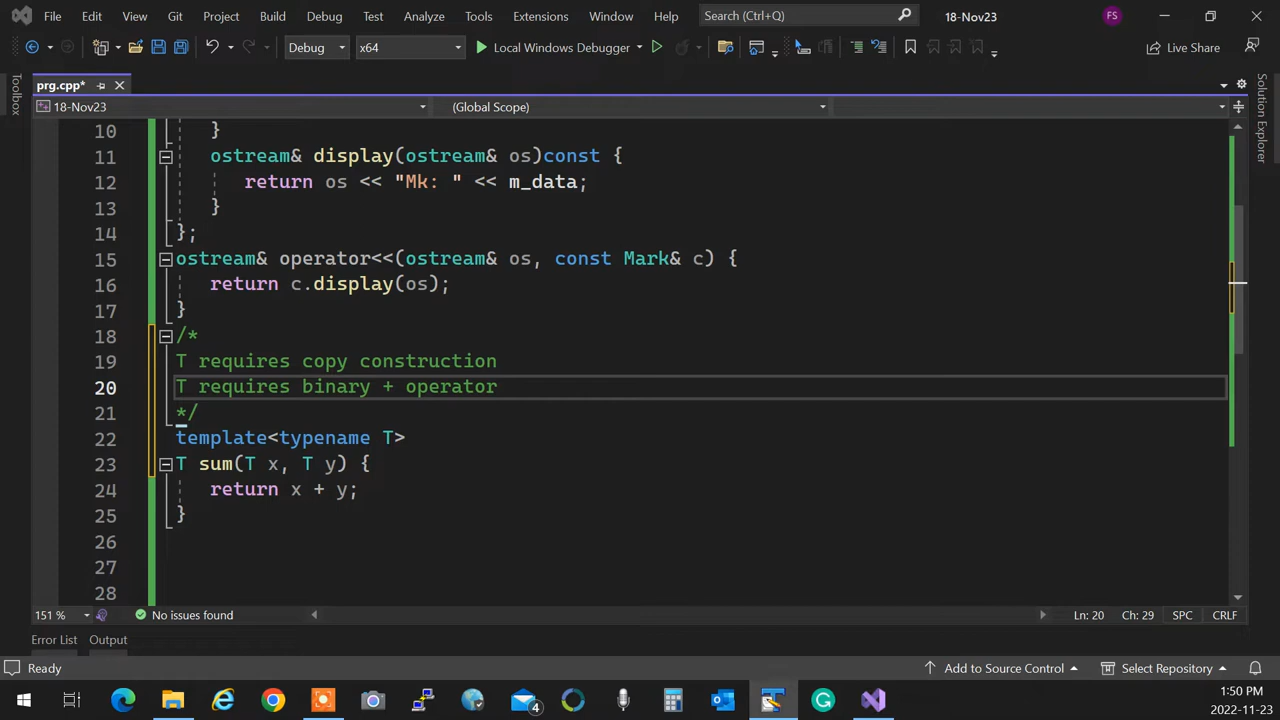 File Edit View Git Project Build Debug Test Analyze Tools Extensions Window Help Search (Ctrl+Q) 18-Nov23 FS
Debug x64 Local Windows Debugger Live Share
prg.cpp*
18-Nov23 (Global Scope)
Toolbox
Solution Explorer
10 }
11 ostream& display(ostream& os)const {
12 return os << "Mk: " << m_data;
13 }
14 };
15 ostream& operator<<(ostream& os, const Mark& c) {
16 return c.display(os);
17 }
18 /*
19 T requires copy construction
20 T requires binary + operator
21 */
22 template<typename T>
23 T sum(T x, T y) {
24 return x + y;
25 }
26
27
28
151 % No issues found Ln: 20 Ch: 29 SPC CRLF
Error List Output
Ready Add to Source Control Select Repository
4
1:50 PM
2022-11-23